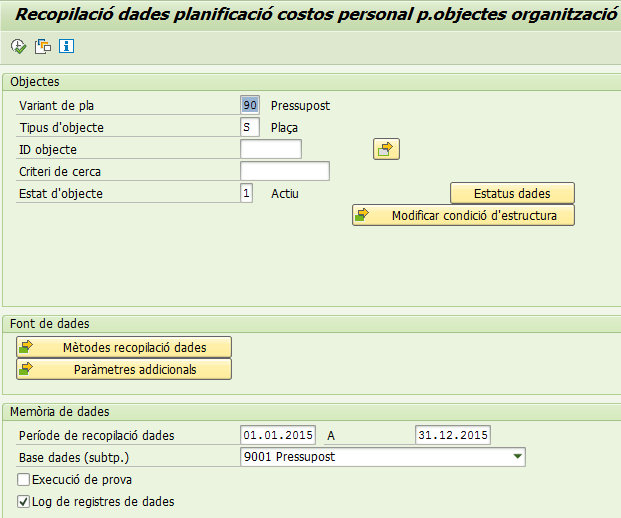 Recopilació dades planificació costos personal p.objectes organització
Objectes
Variant de pla 90 Pressupost
Tipus d'objecte S Plaça
ID objecte
Criteri de cerca
Estat d'objecte 1 Actiu Estatus dades
Modificar condició d'estructura
Font de dades
Mètodes recopilació dades
Paràmetres addicionals
Memòria de dades
Període de recopilació dades 01.01.2015 A 31.12.2015
Base dades (subtp.) 9001 Pressupost
Execució de prova
Log de registres de dades